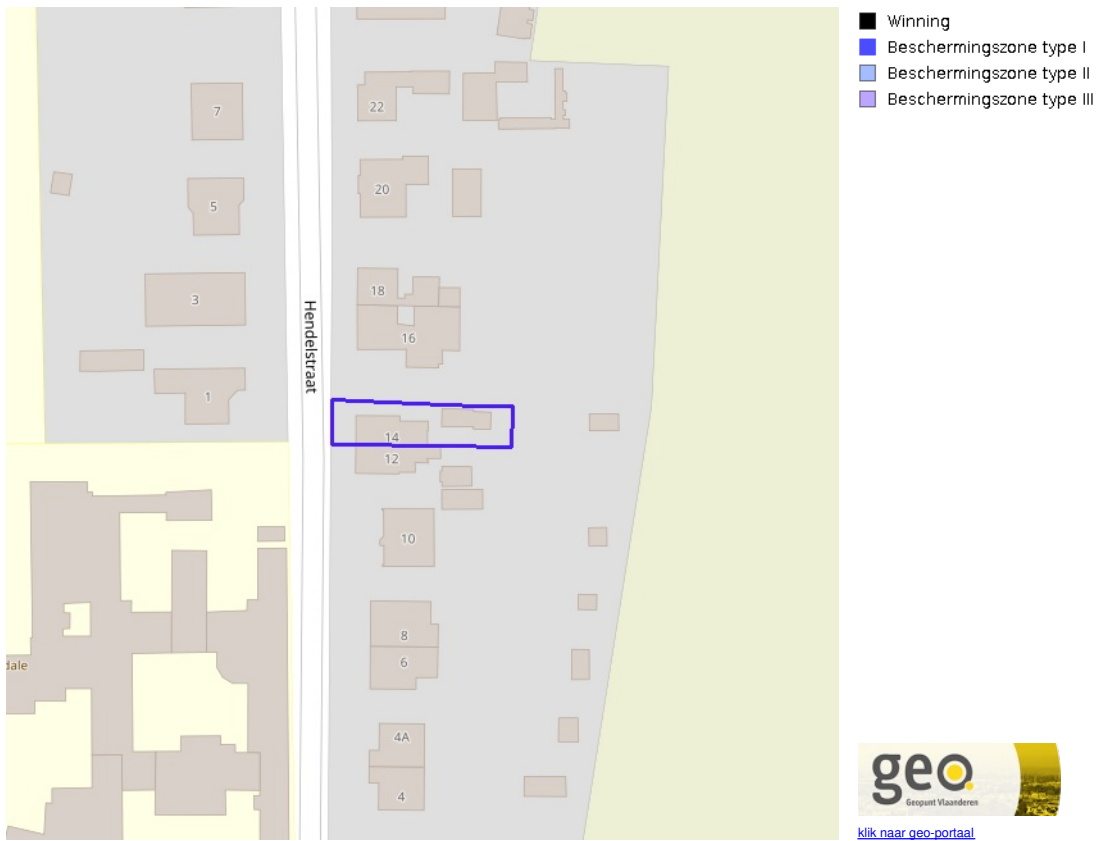 Winning
Beschermingszone type I
Beschermingszone type II
Beschermingszone type III
7
22
5
20
3
18
16
Hendelstraat
1
14
12
10
8
6
dale
4A
4
geo.
Geopunt Vlaanderen
klik naar geo-portaal